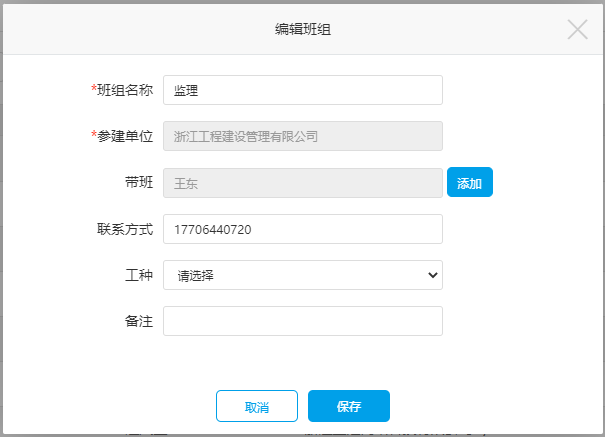 编辑班组
*班组名称 监理
*参建单位 浙江工程建设管理有限公司
带班 王东 添加
联系方式 17706440720
工种 请选择
备注
取消 保存